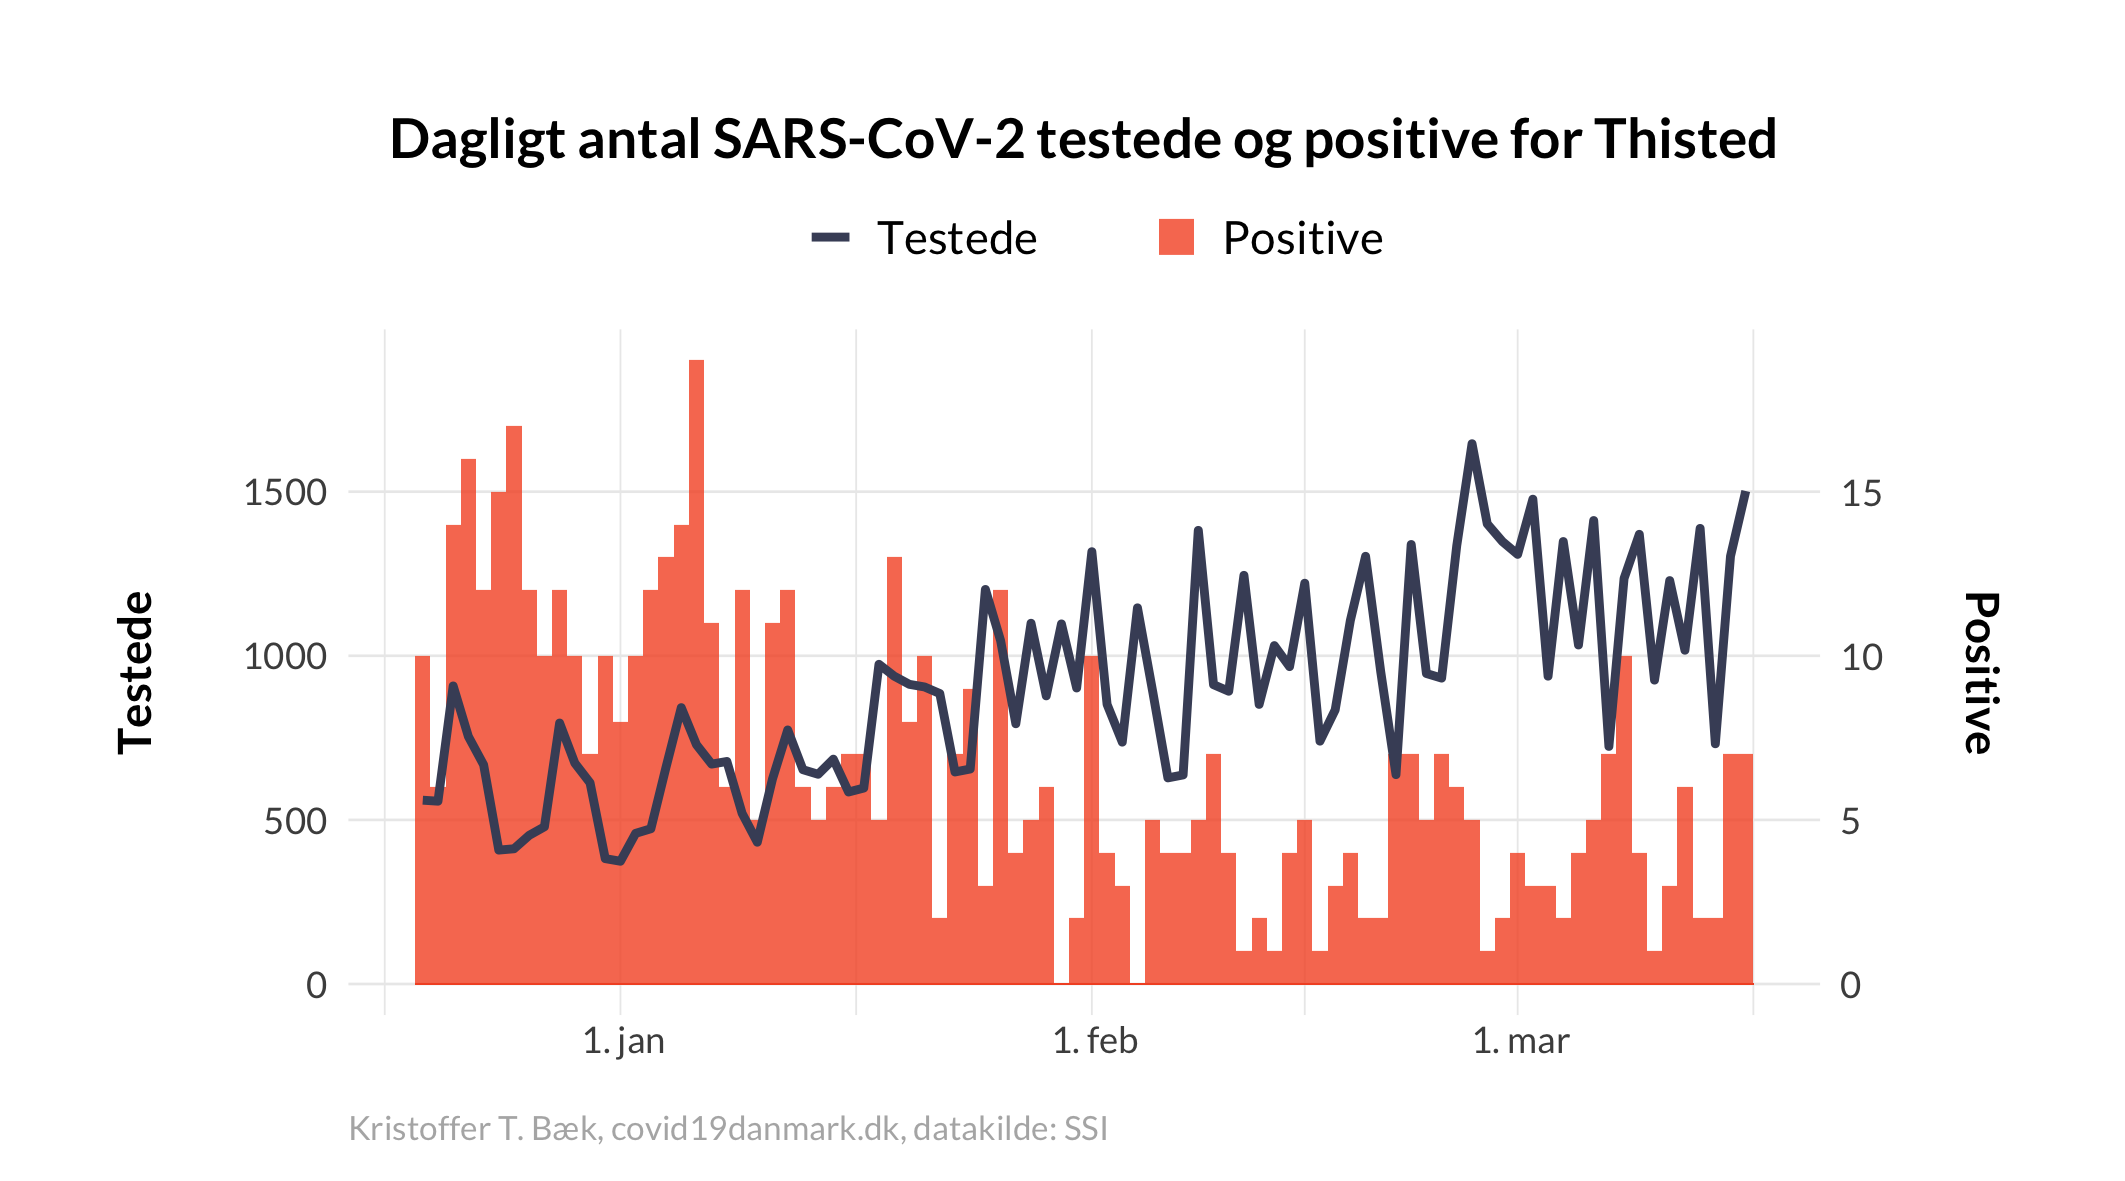 Dagligt antal SARS-CoV-2 testede og positive for Thisted
Testede
Positive
Testede
1500
1000
500
0
15
10
5
0
Positive
1. jan
1. feb
1. mar
Kristoffer T. Bæk, covid19danmark.dk, datakilde: SSI